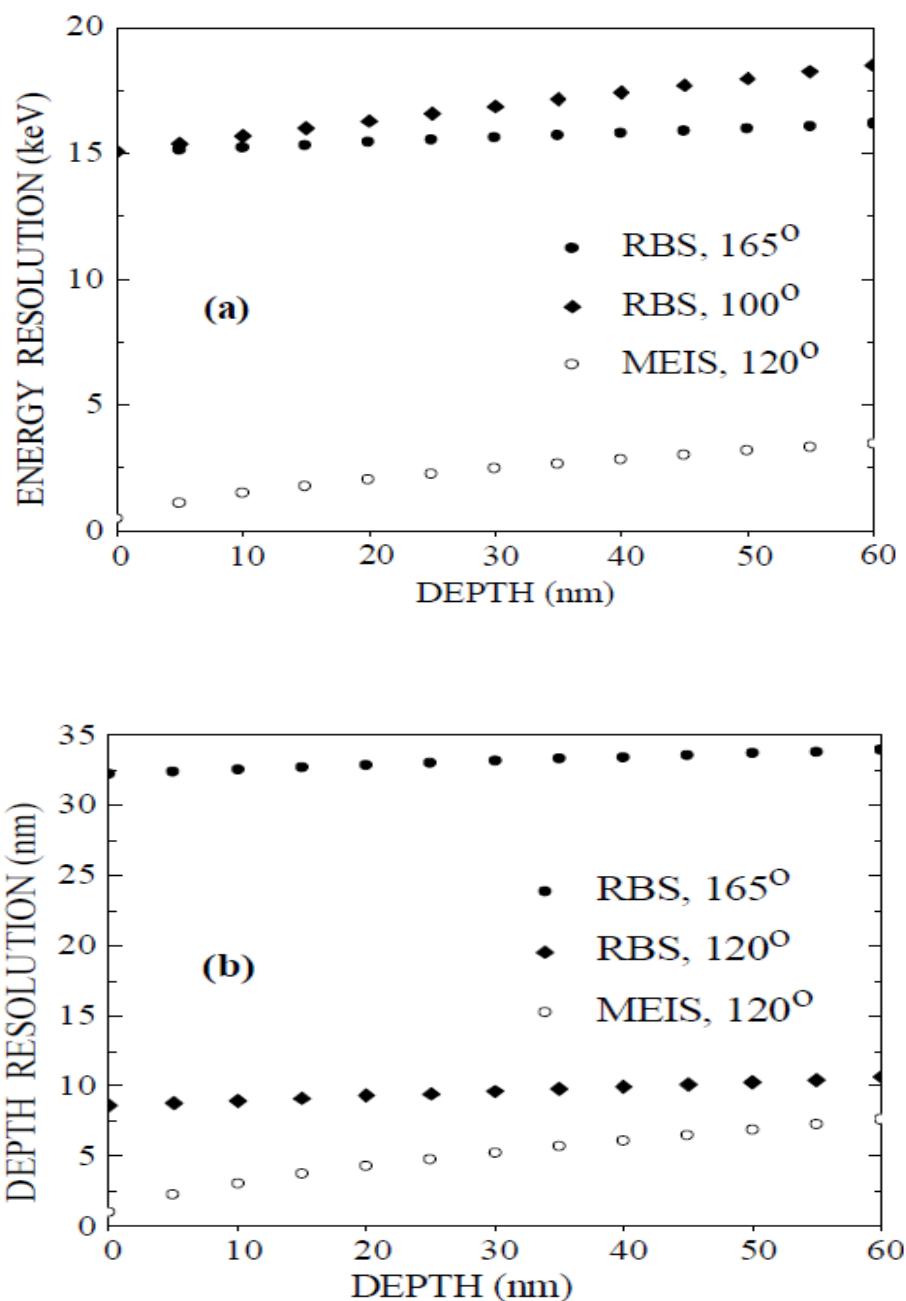 20
15
10
5
0
ENERGY RESOLUTION (keV)
RBS, 165°
RBS, 100°
MEIS, 120°
(a)
0 10 20 30 40 50 60
DEPTH (nm)
35
30
25
20
15
10
5
0
DEPTH RESOLUTION (nm)
RBS, 165°
RBS, 120°
MEIS, 120°
(b)
0 10 20 30 40 50 60
DEPTH (nm)